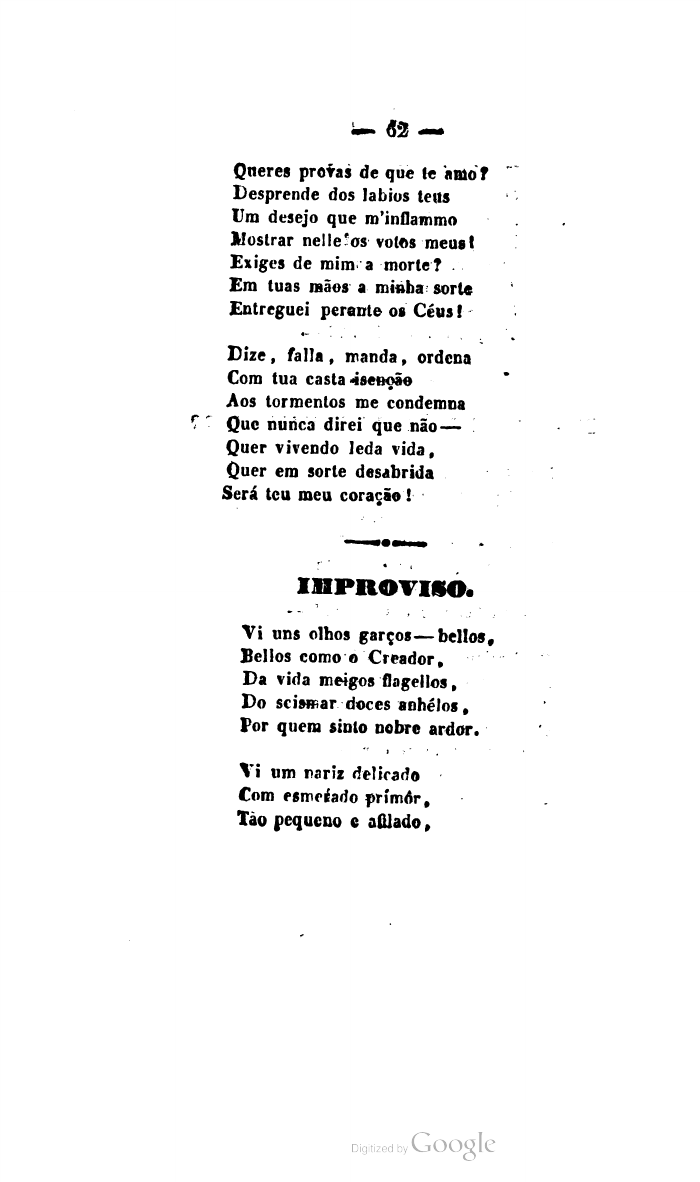 — 62 —
Queres provas de que te amo?
Desprende dos labios teus
Um desejo que m'inflammo
Mostrar nelle os votos meus!
Exiges de mim a morte?
Em tuas mãos a minha sorte
Entreguei perante os Céus!
Dize, falla, manda, ordena
Com tua casta isenção
Aos tormentos me condemna
Que nunca direi que não—
Quer vivendo leda vida,
Quer em sorte desabrida
Será teu meu coração!
IMPROVISO.
Vi uns olhos garços—bellos,
Bellos como o Creador,
Da vida meigos flagellos,
Do scismar doces anhélos,
Por quem sinto nobre ardor.
Vi um nariz delicado
Com esmerado primór,
Tão pequeno e afilado,
Digitized by Google